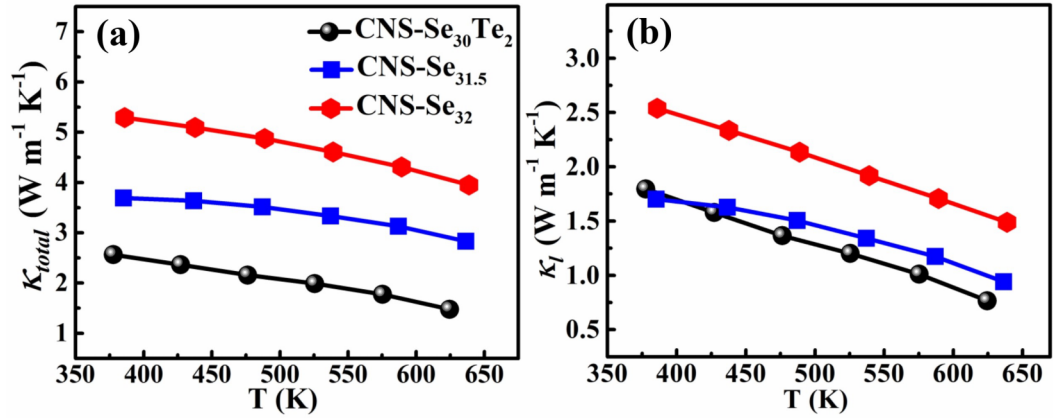 (a)
CNS-Se₃₀Te₂
CNS-Se₃₁.₅
CNS-Se₃₂
κtotal (W m⁻¹ K⁻¹)
7
6
5
4
3
2
1
350 400 450 500 550 600 650
T (K)
(b)
κl (W m⁻¹ K⁻¹)
3.0
2.5
2.0
1.5
1.0
0.5
350 400 450 500 550 600 650
T (K)